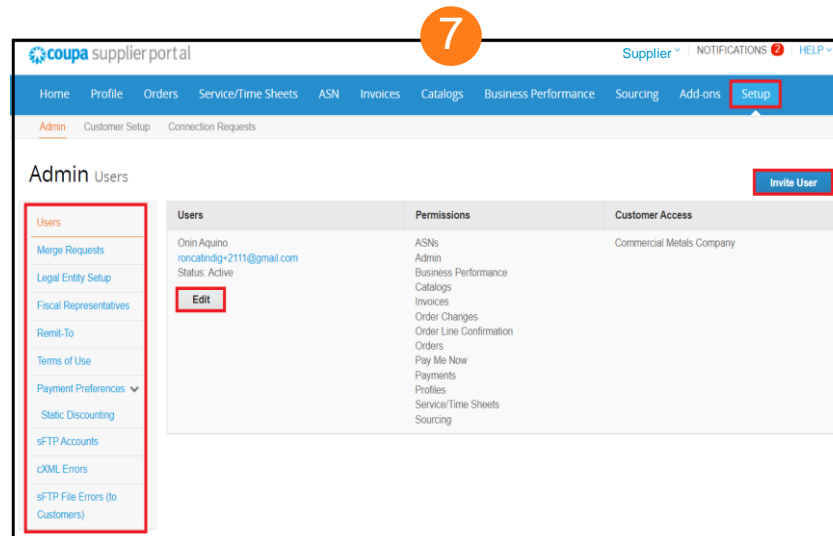 7
coupa supplier portal
Supplier NOTIFICATIONS 2 HELP
Home Profile Orders Service/Time Sheets ASN Invoices Catalogs Business Performance Sourcing Add-ons Setup
Admin Customer Setup Connection Requests
Admin Users
Invite User
Users
Merge Requests
Legal Entity Setup
Fiscal Representatives
Remit-To
Terms of Use
Payment Preferences
Static Discounting
sFTP Accounts
cXML Errors
sFTP File Errors (to
Customers)
Users Permissions Customer Access
Onin Aquino
roncatindig+2111@gmail.com
Status: Active
Edit
ASNs
Admin
Business Performance
Catalogs
Invoices
Order Changes
Order Line Confirmation
Orders
Pay Me Now
Payments
Profiles
Service/Time Sheets
Sourcing
Commercial Metals Company